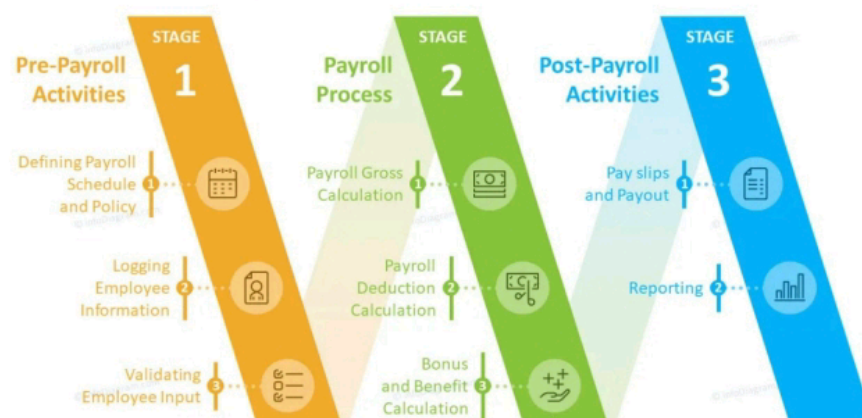 STAGE
1
Pre-Payroll
Activities
Defining Payroll
Schedule
and Policy
1
Logging
Employee
Information
2
Validating
Employee Input
3
STAGE
2
Payroll
Process
Payroll Gross
Calculation
1
Payroll
Deduction
Calculation
2
Bonus
and Benefit
Calculation
3
STAGE
3
Post-Payroll
Activities
Pay slips
and Payout
1
Reporting
2